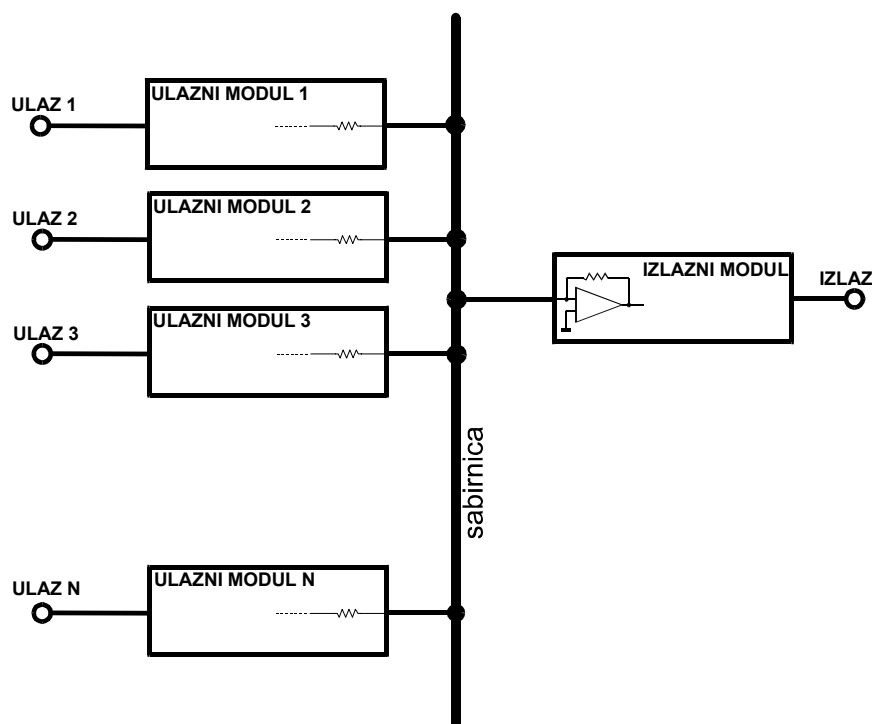 ULAZ 1
ULAZNI MODUL 1
ULAZ 2
ULAZNI MODUL 2
IZLAZNI MODUL
IZLAZ
ULAZ 3
ULAZNI MODUL 3
sabirnica
ULAZ N
ULAZNI MODUL N